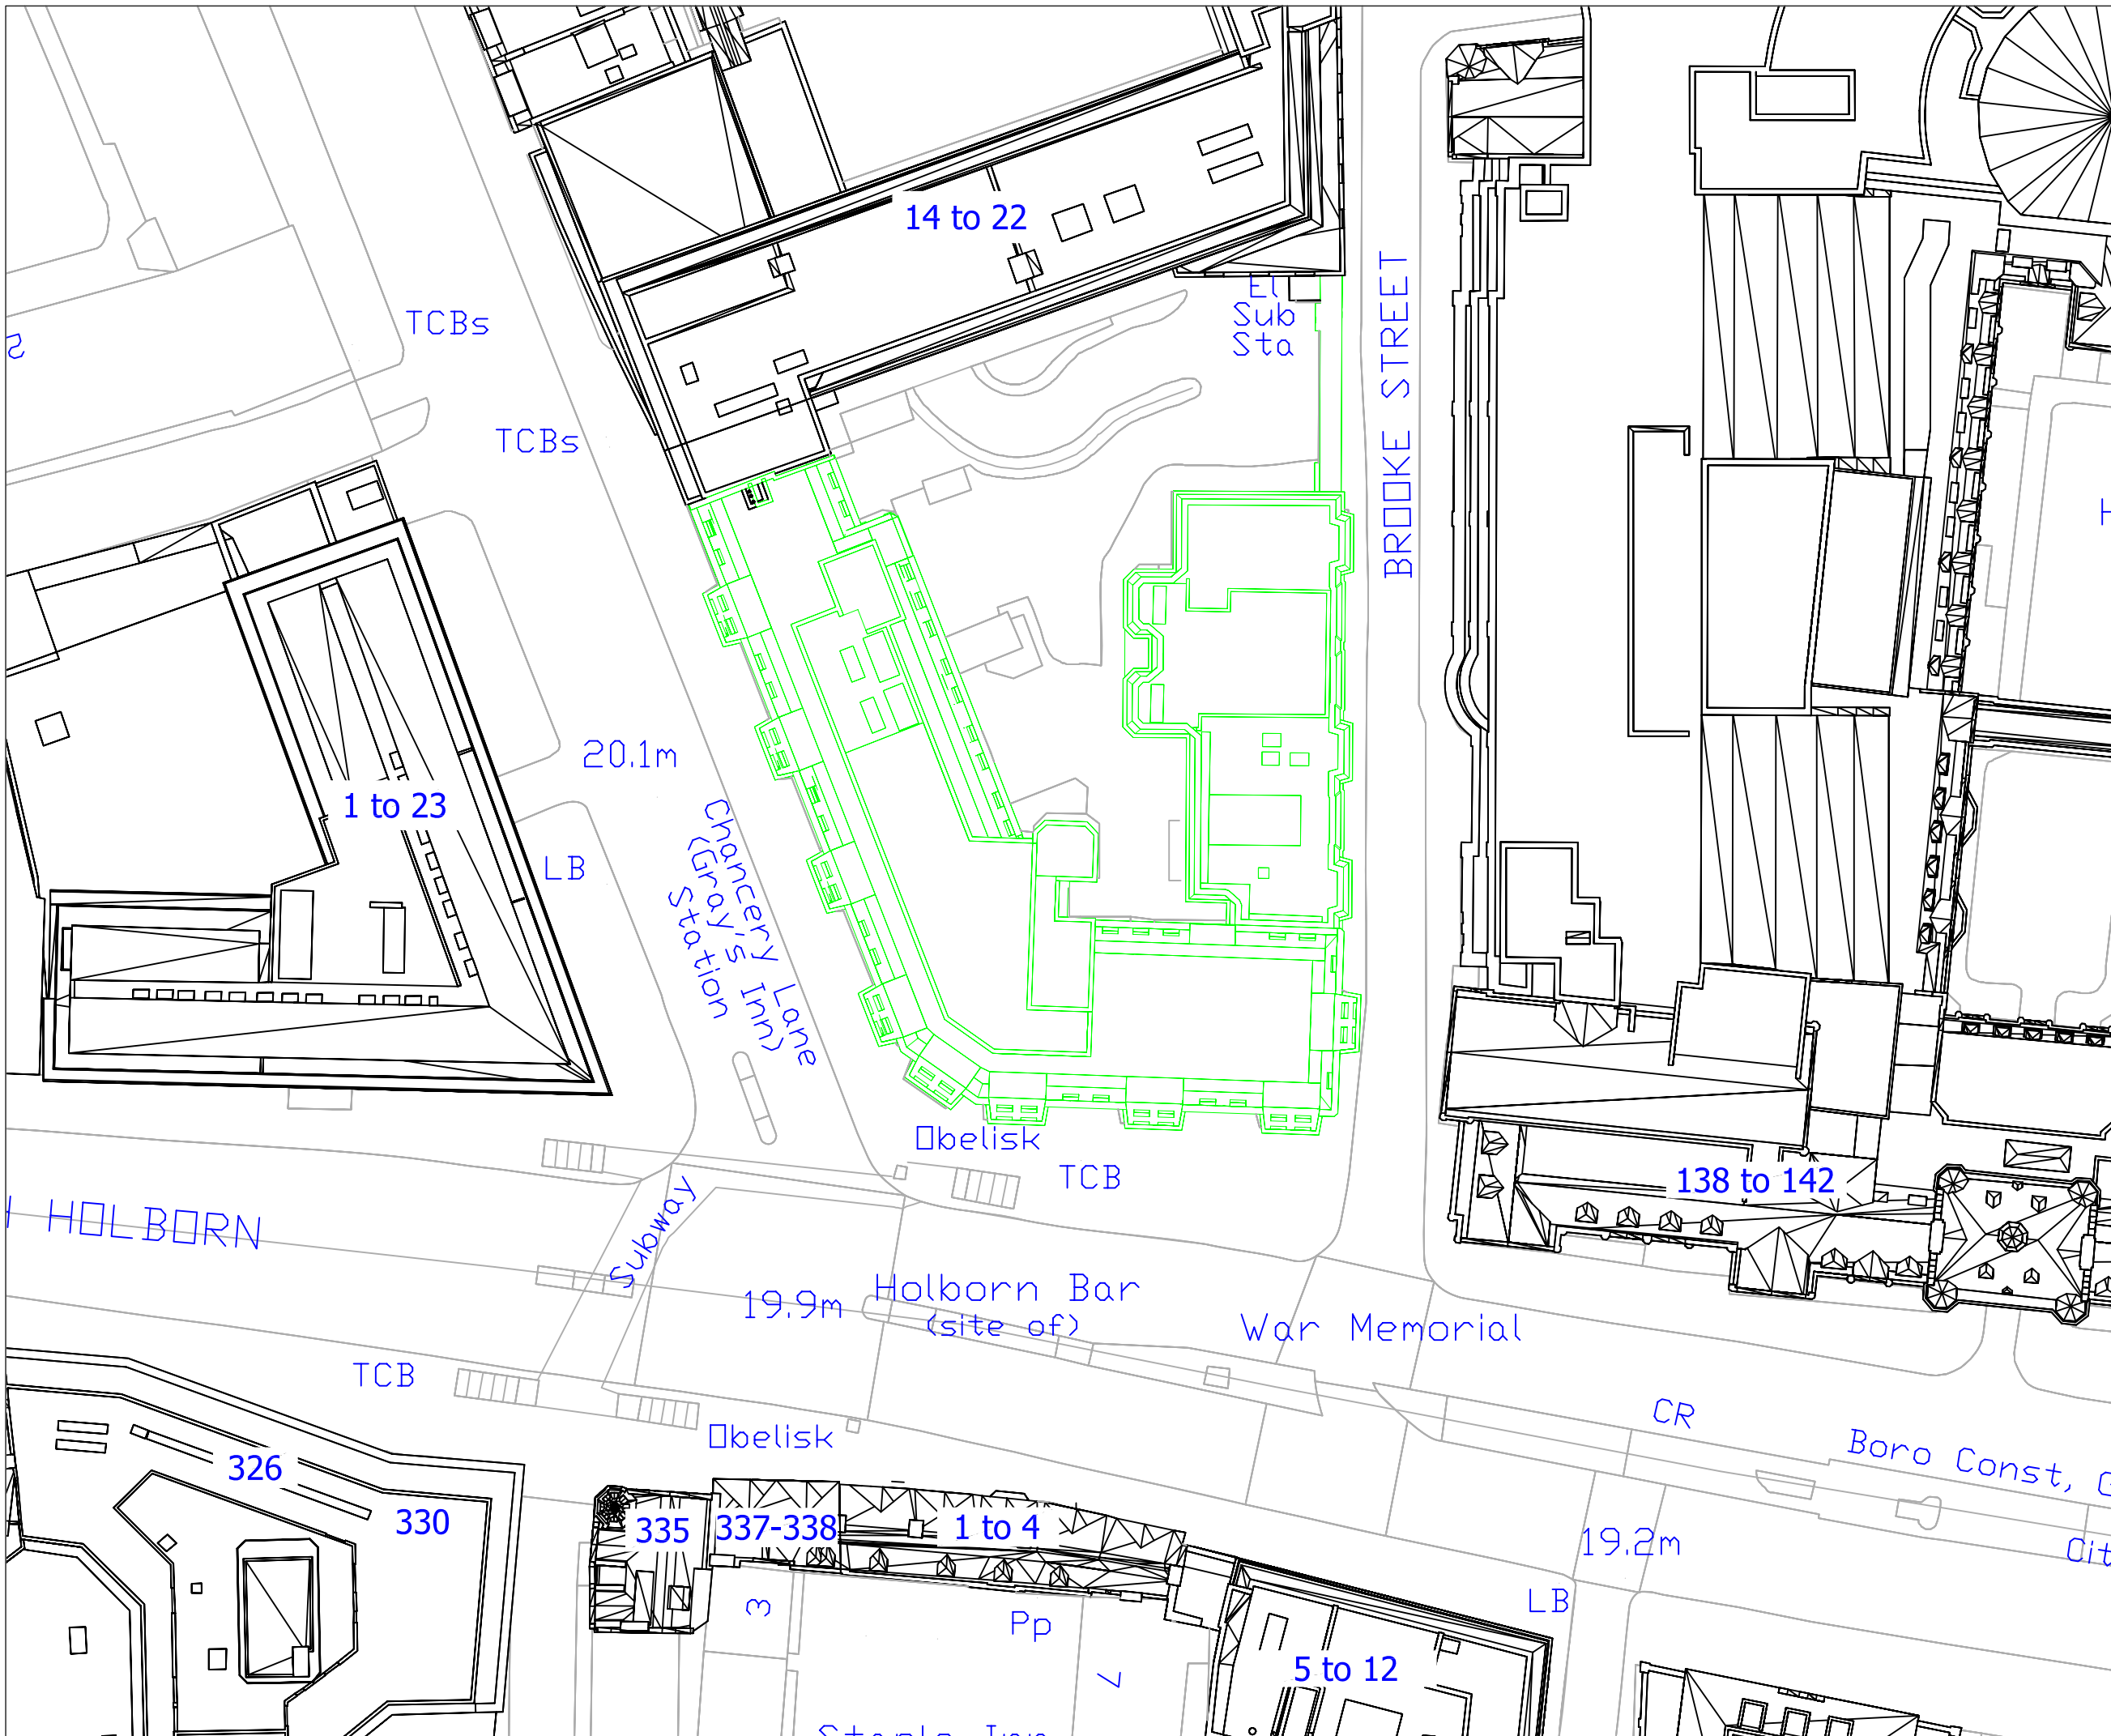 14 to 22
El
Sub
Sta
BROOKE STREET
TCBs
TCBs
20.1m
1 to 23
LB
Chancery Lane
(Gray's Inn)
Station
Obelisk
TCB
138 to 142
HOLBORN
Subway
19.9m
Holborn Bar
(site of)
War Memorial
TCB
CR
Boro Const,
Obelisk
326
330
335
337-338
1 to 4
19.2m
LB
3
Pp
7
5 to 12